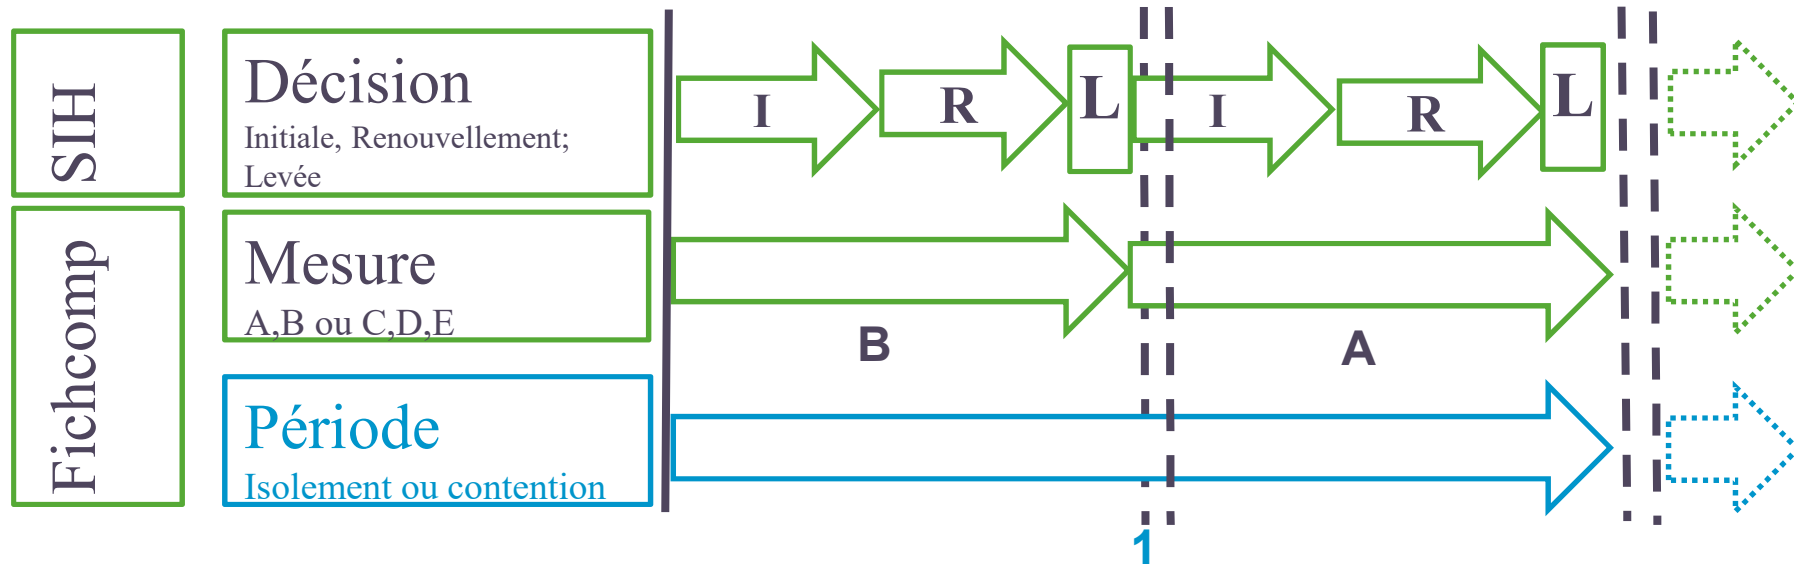 SIH
Décision
Initiale, Renouvellement;
Levée
I
R
L
I
R
L
Fichcomp
Mesure
A,B ou C,D,E
B
A
Période
Isolement ou contention
1